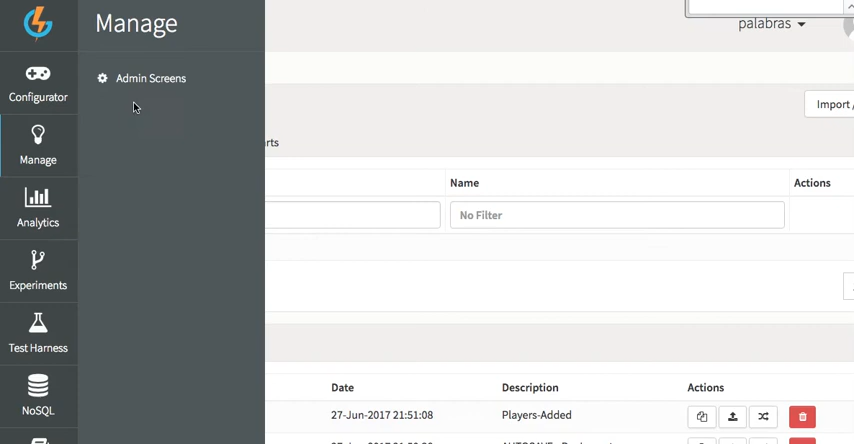 Manage
palabras
Admin Screens
Configurator
Import /
Manage
rts
Name
Actions
No Filter
Analytics
Experiments
Test Harness
Date
Description
Actions
NoSQL
27-Jun-2017 21:51:08
Players-Added